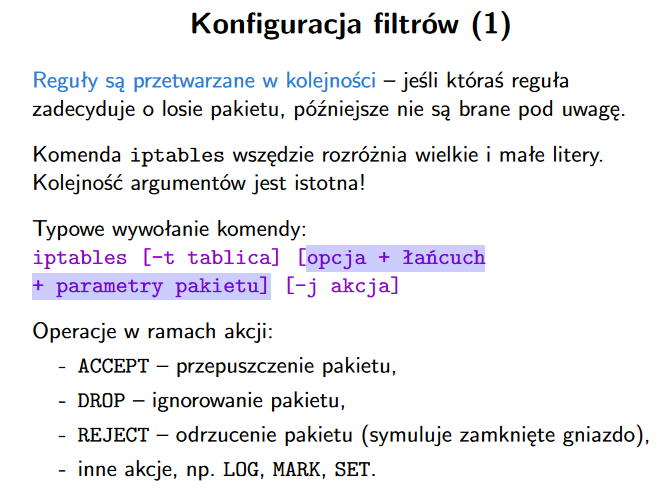 Konfiguracja filtrów (1)
Reguły są przetwarzane w kolejności – jeśli któraś reguła
zadecyduje o losie pakietu, późniejsze nie są brane pod uwagę.
Komenda iptables wszędzie rozróżnia wielkie i małe litery.
Kolejność argumentów jest istotna!
Typowe wywołanie komendy:
iptables [-t tablica] [opcja + łańcuch
+ parametry pakietu] [-j akcja]
Operacje w ramach akcji:
- ACCEPT – przepuszczenie pakietu,
- DROP – ignorowanie pakietu,
- REJECT – odrzucenie pakietu (symuluje zamknięte gniazdo),
- inne akcje, np. LOG, MARK, SET.